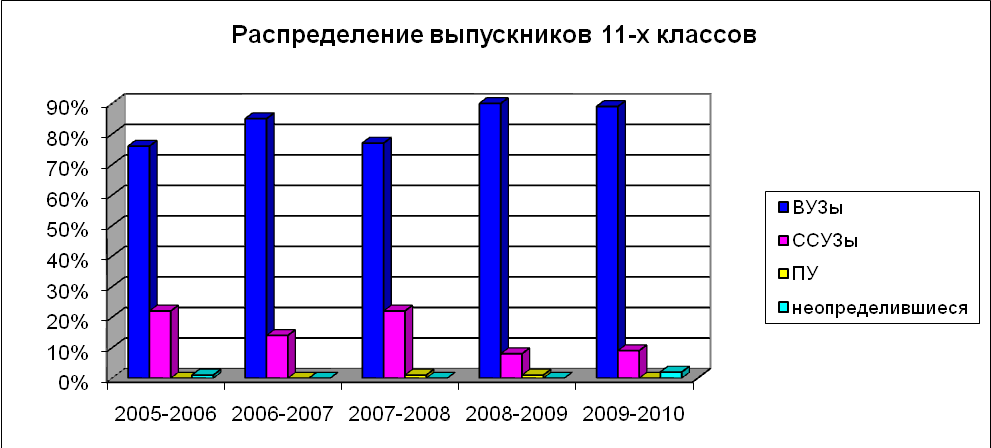 Распределение выпускников 11-х классов
90%
80%
70%
60%
50%
40%
30%
20%
10%
0%
2005-2006 2006-2007 2007-2008 2008-2009 2009-2010
ВУЗы
ССУЗы
ПУ
неопределившиеся